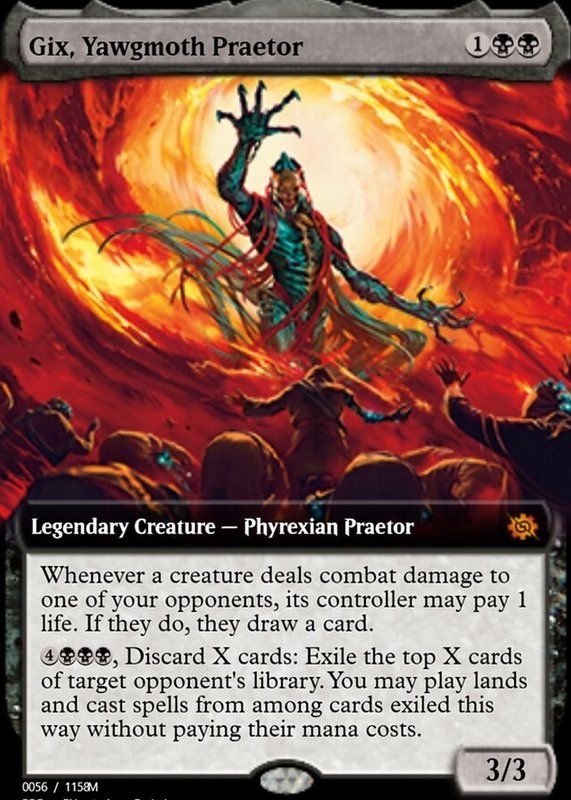 Gix, Yawgmoth Praetor
1
Legendary Creature — Phyrexian Praetor
Whenever a creature deals combat damage to
one of your opponents, its controller may pay 1
life. If they do, they draw a card.
4, Discard X cards: Exile the top X cards
of target opponent's library. You may play lands
and cast spells from among cards exiled this
way without paying their mana costs.
3/3
0056 / 1158M